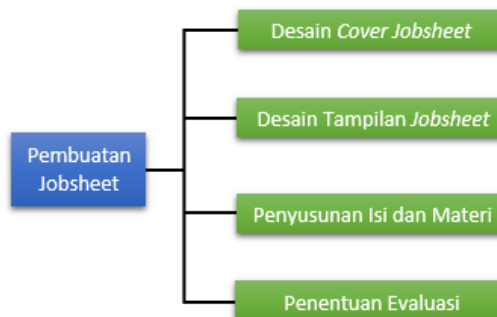 Desain Cover Jobsheet
Desain Tampilan Jobsheet
Pembuatan
Jobsheet
Penyusunan Isi dan Materi
Penentuan Evaluasi